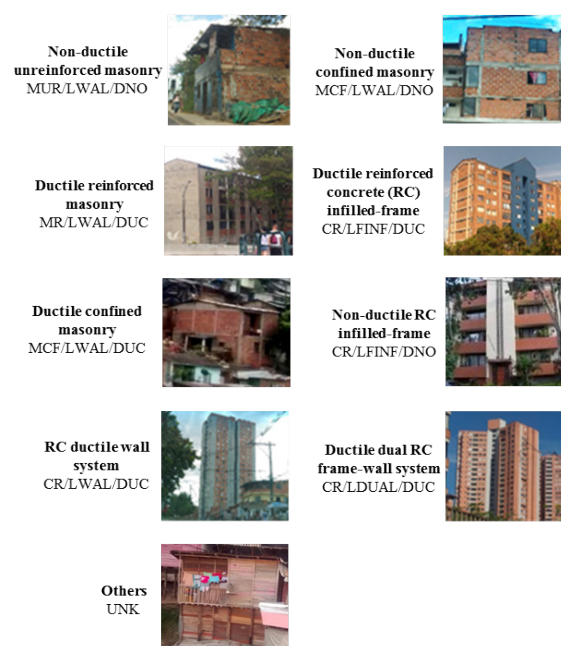 Non-ductile
unreinforced masonry
MUR/LWAL/DNO
Non-ductile
confined masonry
MCF/LWAL/DNO
Ductile reinforced
masonry
MR/LWAL/DUC
Ductile reinforced
concrete (RC)
infilled-frame
CR/LFINF/DUC
Ductile confined
masonry
MCF/LWAL/DUC
Non-ductile RC
infilled-frame
CR/LFINF/DNO
RC ductile wall
system
CR/LWAL/DUC
Ductile dual RC
frame-wall system
CR/LDUAL/DUC
Others
UNK